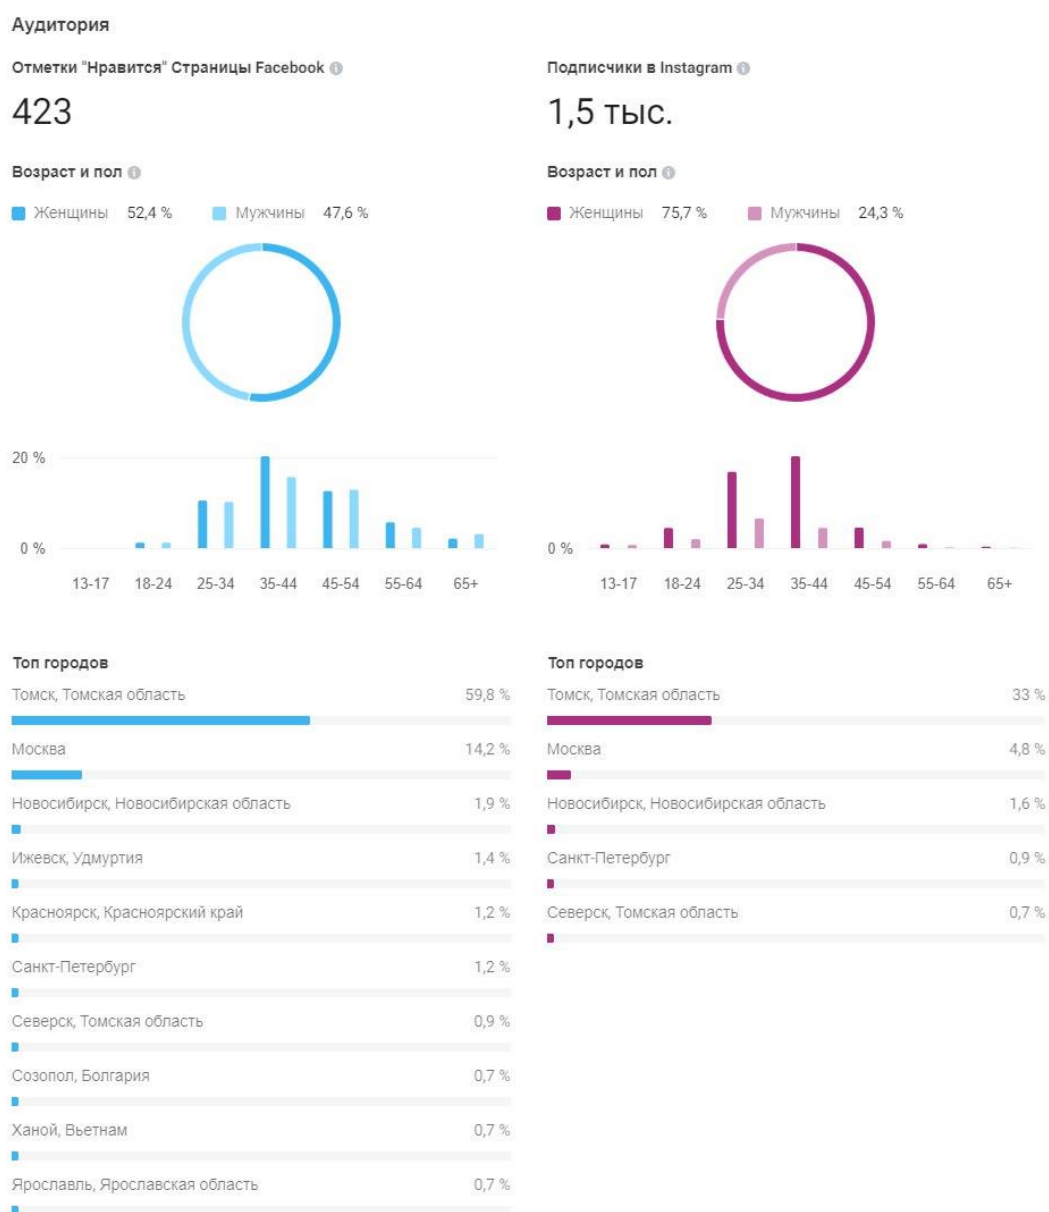 Аудитория
Отметки "Нравится" Страницы Facebook
423
Возраст и пол
Женщины 52,4 % Мужчины 47,6 %
20 %
0 %
13-17 18-24 25-34 35-44 45-54 55-64 65+
Топ городов
Томск, Томская область 59,8 %
Москва 14,2 %
Новосибирск, Новосибирская область 1,9 %
Ижевск, Удмуртия 1,4 %
Красноярск, Красноярский край 1,2 %
Санкт-Петербург 1,2 %
Северск, Томская область 0,9 %
Созопол, Болгария 0,7 %
Ханой, Вьетнам 0,7 %
Ярославль, Ярославская область 0,7 %
Подписчики в Instagram
1,5 тыс.
Возраст и пол
Женщины 75,7 % Мужчины 24,3 %
0 %
13-17 18-24 25-34 35-44 45-54 55-64 65+
Топ городов
Томск, Томская область 33 %
Москва 4,8 %
Новосибирск, Новосибирская область 1,6 %
Санкт-Петербург 0,9 %
Северск, Томская область 0,7 %